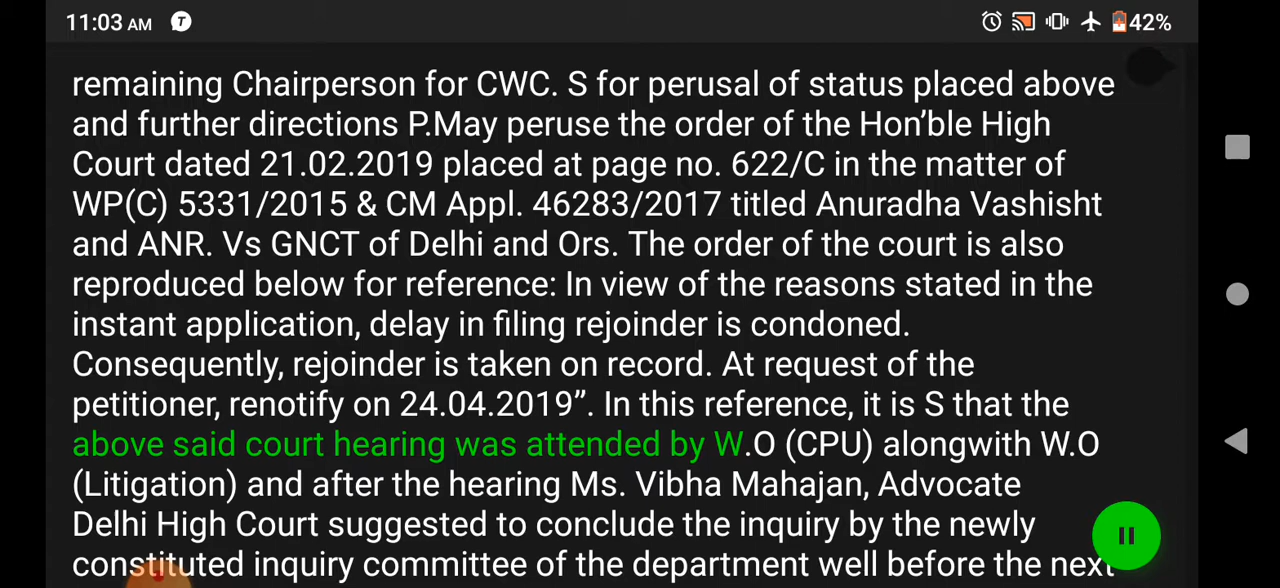 11:03 AM T 42%
remaining Chairperson for CWC. S for perusal of status placed above
and further directions P.May peruse the order of the Hon’ble High
Court dated 21.02.2019 placed at page no. 622/C in the matter of
WP(C) 5331/2015 & CM Appl. 46283/2017 titled Anuradha Vashisht
and ANR. Vs GNCT of Delhi and Ors. The order of the court is also
reproduced below for reference: In view of the reasons stated in the
instant application, delay in filing rejoinder is condoned.
Consequently, rejoinder is taken on record. At request of the
petitioner, renotify on 24.04.2019”. In this reference, it is S that the
above said court hearing was attended by W.O (CPU) alongwith W.O
(Litigation) and after the hearing Ms. Vibha Mahajan, Advocate
Delhi High Court suggested to conclude the inquiry by the newly
constituted inquiry committee of the department well before the next